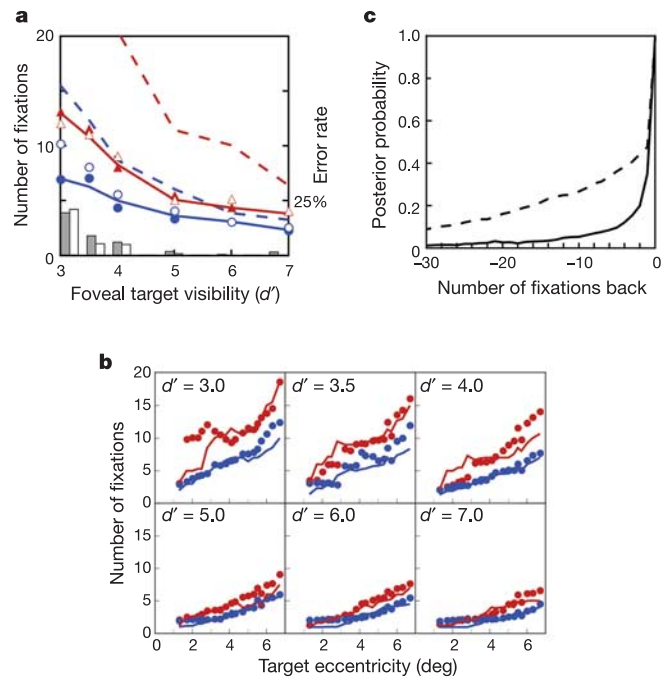 a
20
10
0
Number of fixations
Error rate
25%
3 4 5 6 7
Foveal target visibility (d′)
c
1.0
0.8
0.6
0.4
0.2
Posterior probability
–30 –20 –10 0
Number of fixations back
b
20
15
10
5
0
d′ = 3.0
d′ = 3.5
d′ = 4.0
Number of fixations
15
10
5
0
d′ = 5.0
d′ = 6.0
d′ = 7.0
0 2 4 6 2 4 6 2 4 6
Target eccentricity (deg)